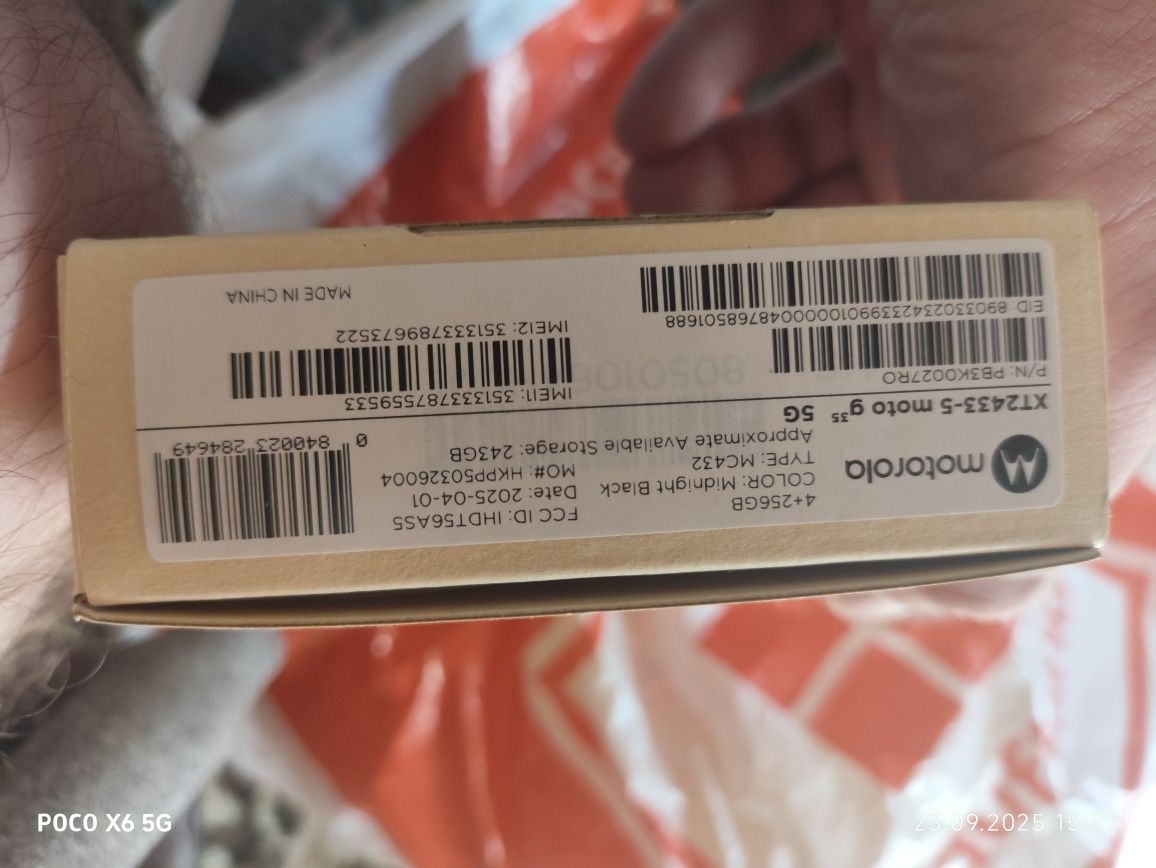 motorola
4+256GB
COLOR: Midnight Black
TYPE: MC432
Approximate Available Storage: 243GB
FCC ID: IHDT56AS5
Date: 2025-04-01
MO#: HKPP50326004
0 840023 284649
XT2433-5 moto g³⁵ 5G
P/N: PB3K0027RO
EID: 89033023423399010000048768501688
IMEI1: 351333787559533
IMEI2: 351333789673522
MADE IN CHINA
POCO X6 5G
23.09.2025 15:52